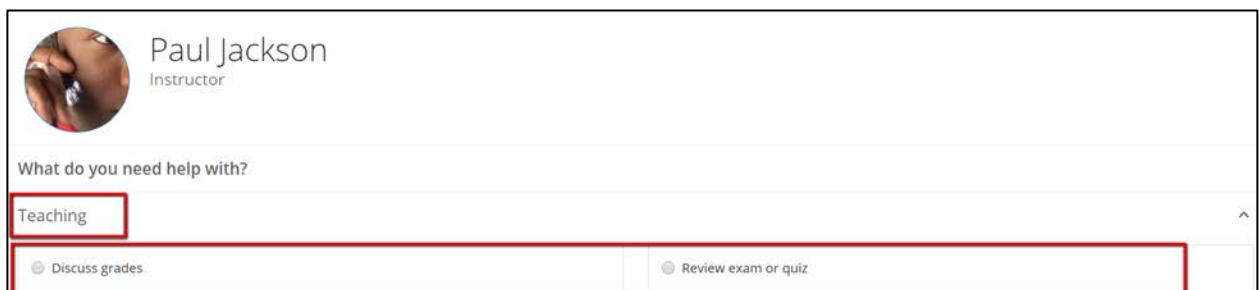 Paul Jackson
Instructor
What do you need help with?
Teaching
Discuss grades
Review exam or quiz